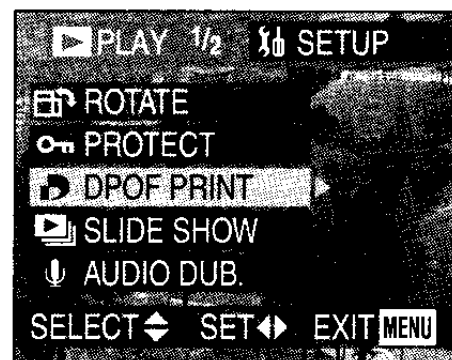 PLAY 1/2 SETUP
ROTATE
PROTECT
DPOF PRINT
SLIDE SHOW
AUDIO DUB.
SELECT SET EXIT MENU